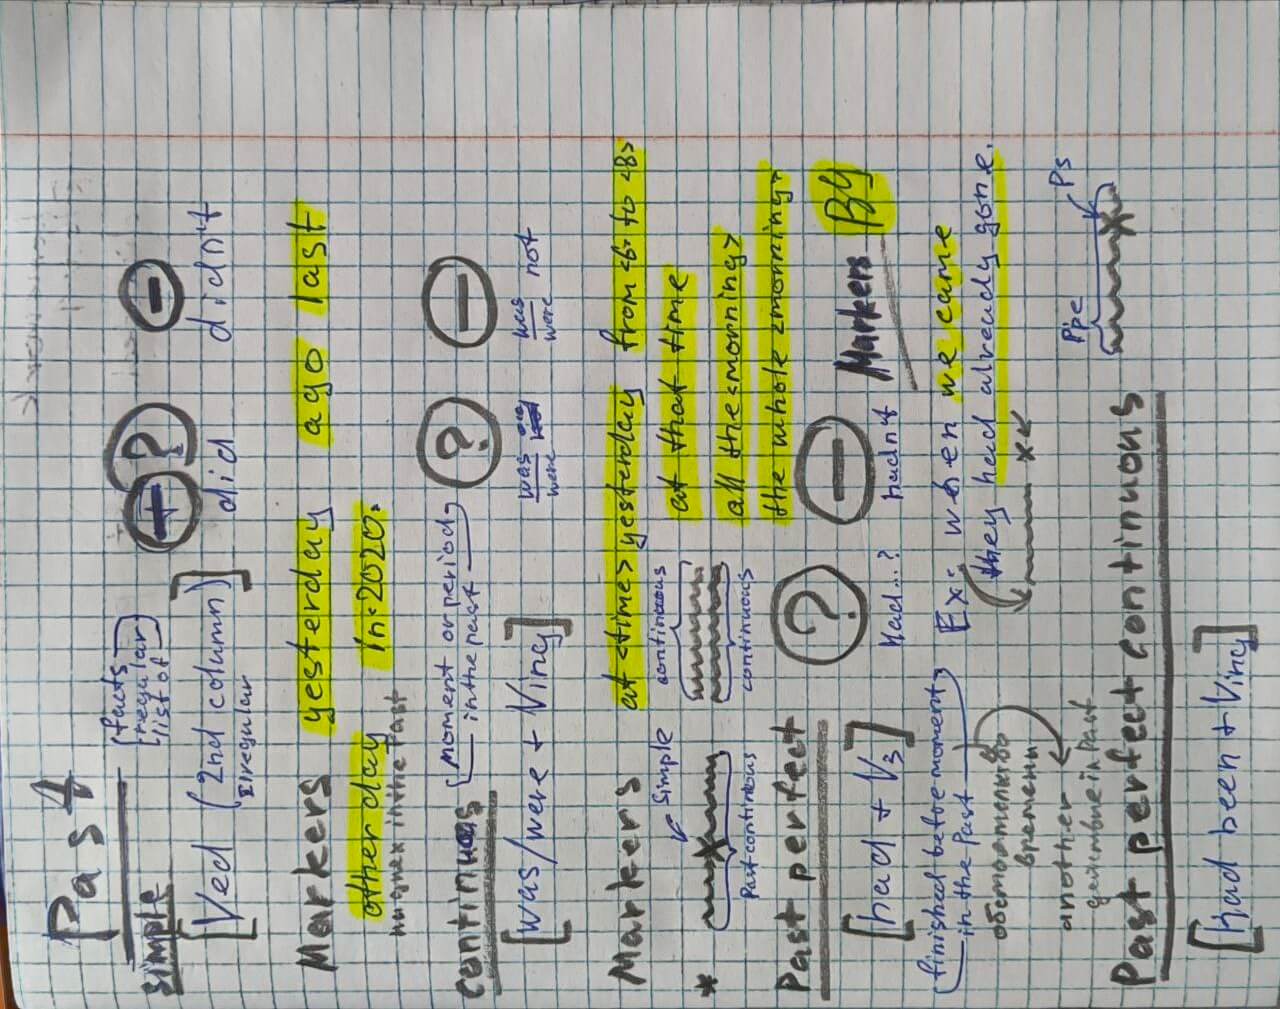 Past
simple
(facts)
[regular]
list of
+ ? -
[Ved (2nd column)] did didn't
irregular
Markers yesterday ago last
other day in <2020>
на днях in the past
continuous
(moment or period)
in the past
? -
[was/were + Ving]
was
were
was not
were
Markers at <time> yesterday from <6> to <8>
simple continuous at that time
* all the <morning>
Past continuous continuous the whole <morning>
Past perfect ? - Markers By
[had + V3] Had...? hadn't
(finished before moment)
in the past
Ex: when we came
they had already gone.
обстоятельство
времени
another
действие in past
Ppc Ps
Past perfect continuous
[had been + Ving]